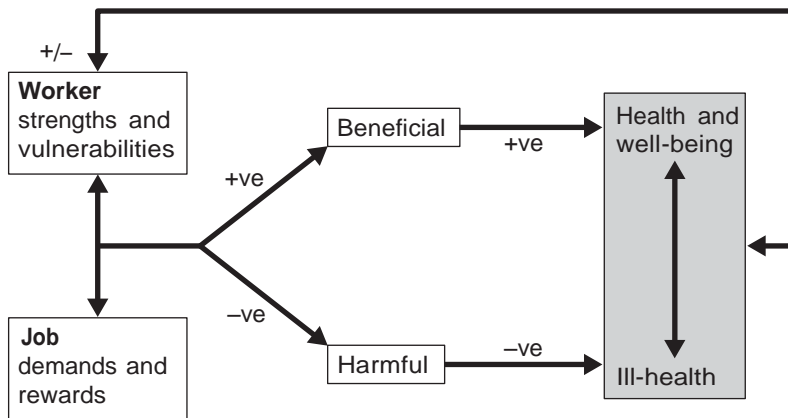 +/–
Worker
strengths and
vulnerabilities
Beneficial
+ve
Health and
well-being
+ve
–ve
Job
demands and
rewards
Harmful
–ve
Ill-health